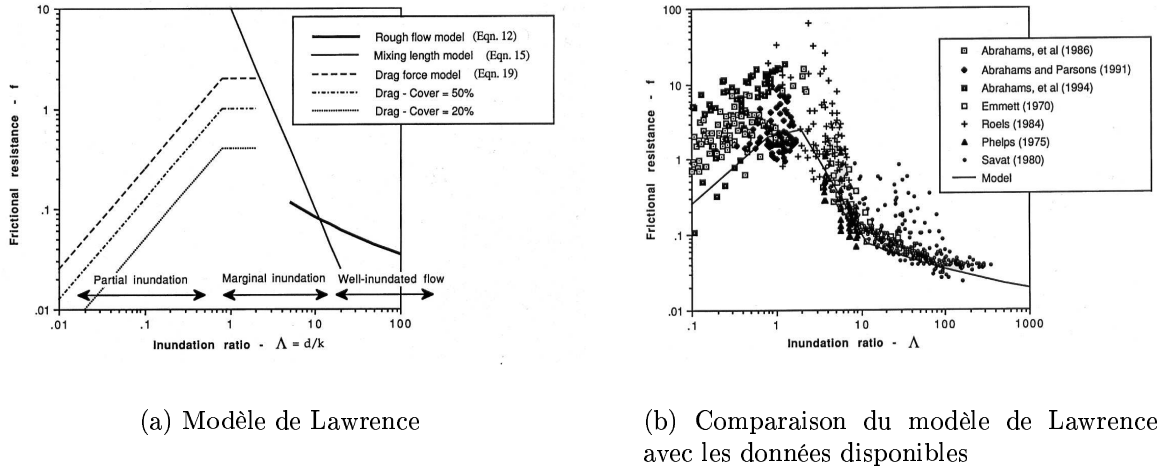 10
1
.1
.01
.01
.1
1
10
100
Frictional resistance - f
Rough flow model (Eqn. 12)
Mixing length model (Eqn. 15)
Drag force model (Eqn. 19)
Drag - Cover = 50%
Drag - Cover = 20%
Partial inundation
Marginal inundation
Well-inundated flow
Inundation ratio - Λ = d/k
(a) Modèle de Lawrence
100
10
1
.1
.01
.1
1
10
100
1000
Frictional resistance - f
Abrahams, et al (1986)
Abrahams and Parsons (1991)
Abrahams, et al (1994)
Emmett (1970)
Roels (1984)
Phelps (1975)
Savat (1980)
Model
Inundation ratio - Λ
(b) Comparaison du modèle de Lawrence
avec les données disponibles